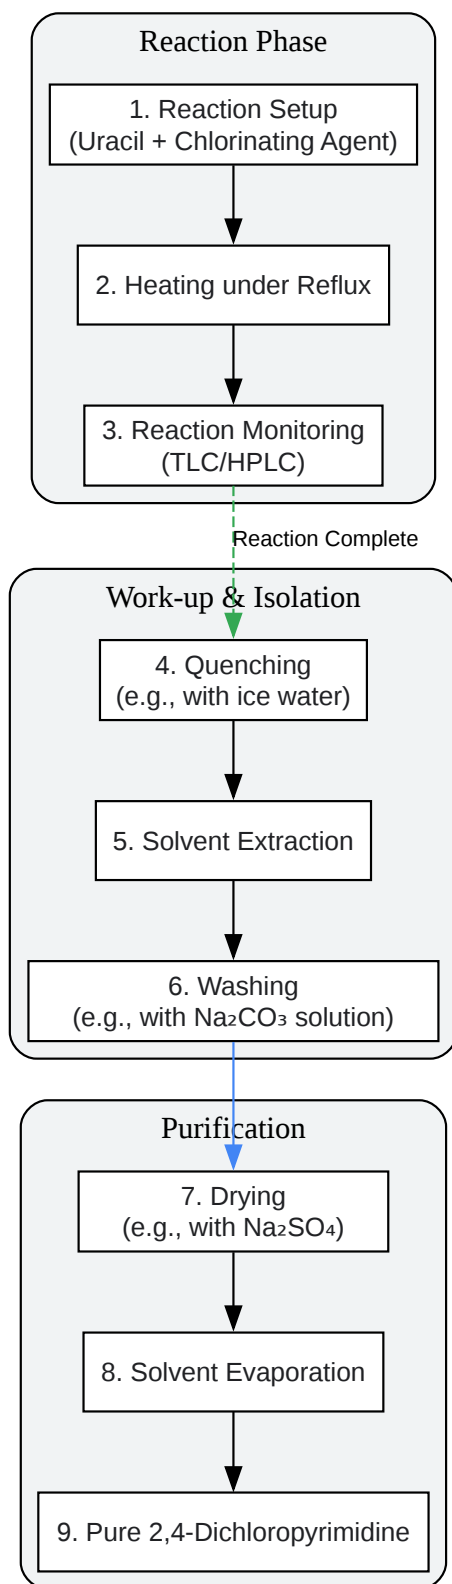 Reaction Phase
1. Reaction Setup
(Uracil + Chlorinating Agent)
2. Heating under Reflux
3. Reaction Monitoring
(TLC/HPLC)
Reaction Complete
Work-up & Isolation
4. Quenching
(e.g., with ice water)
5. Solvent Extraction
6. Washing
(e.g., with Na₂CO₃ solution)
Purification
7. Drying
(e.g., with Na₂SO₄)
8. Solvent Evaporation
9. Pure 2,4-Dichloropyrimidine